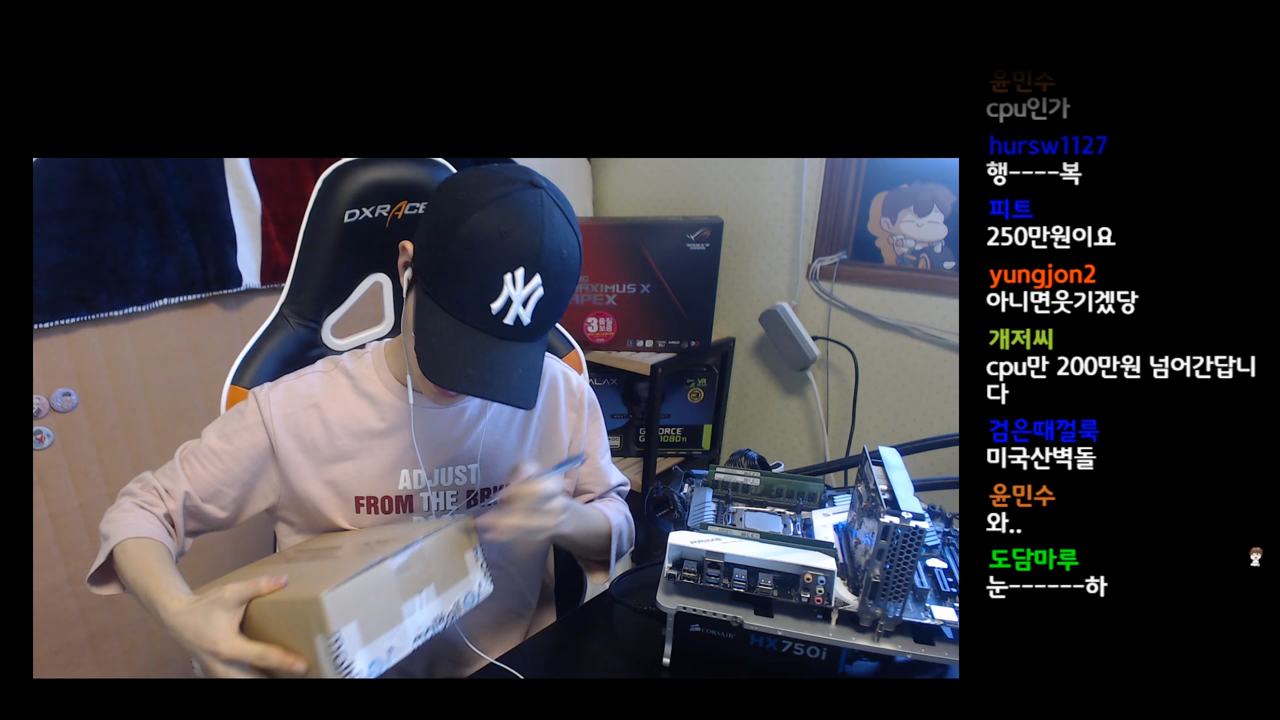 윤민수
cpu인가
hursw1127
행----복
피트
250만원이요
yungjon2
아니면웃기겠당
개저씨
cpu만 200만원 넘어간답니
다
검은때껄룩
미국산벽돌
윤민수
와..
도담마루
눈------하
DXRACE
NY
MAXIMUS X
APEX
3
GALAX
GEFORCE
GTX 1080 Ti
ADJUST
FROM THE
PRIME
CORSAIR
HX750i